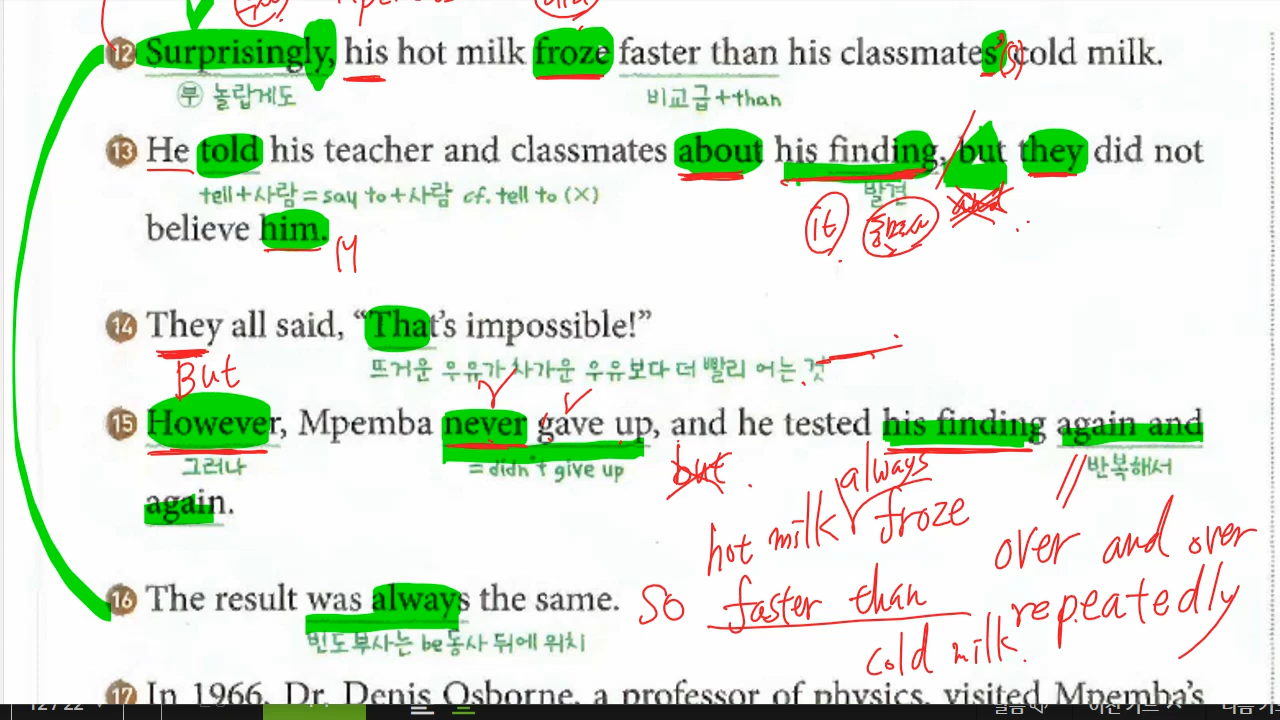 12 Surprisingly, his hot milk froze faster than his classmates' cold milk.
(s)
부 놀랍게도 비교급+than
13 He told his teacher and classmates about his finding, but they did not
tell+사람=say to+사람 cf. tell to (×) 발견
it
believe him. M
14 They all said, “That's impossible!”
But 뜨거운 우유가 차가운 우유보다 더 빨리 어는 것
15 However, Mpemba never gave up, and he tested his finding again and
그러나 =didn't give up but always 반복해서
again.
hot milk froze over and over
16 The result was always the same. so faster than repeatedly
빈도부사는 be동사 뒤에 위치 cold milk.
17 In 1966, Dr. Denis Osborne, a professor of physics, visited Mpemba's